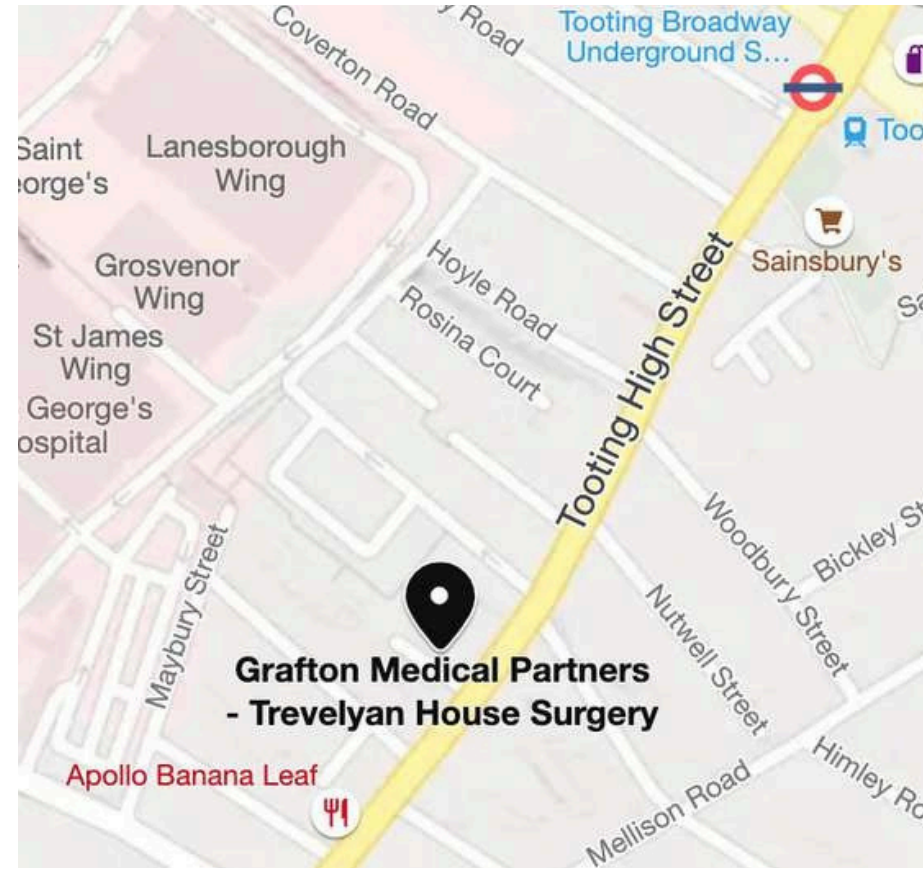 y Road
Tooting Broadway
Underground S...
Coverton Road
Too
Saint
eorge's
Lanesborough
Wing
Sainsbury's
Hoyle Road
Grosvenor
Wing
Rosina Court
St James
Wing
George's
ospital
Tooting High Street
Woodbury Street
Bickley St
Maybury Street
Nutwell Street
Grafton Medical Partners
- Trevelyan House Surgery
Apollo Banana Leaf
Himley Ro
Mellison Road